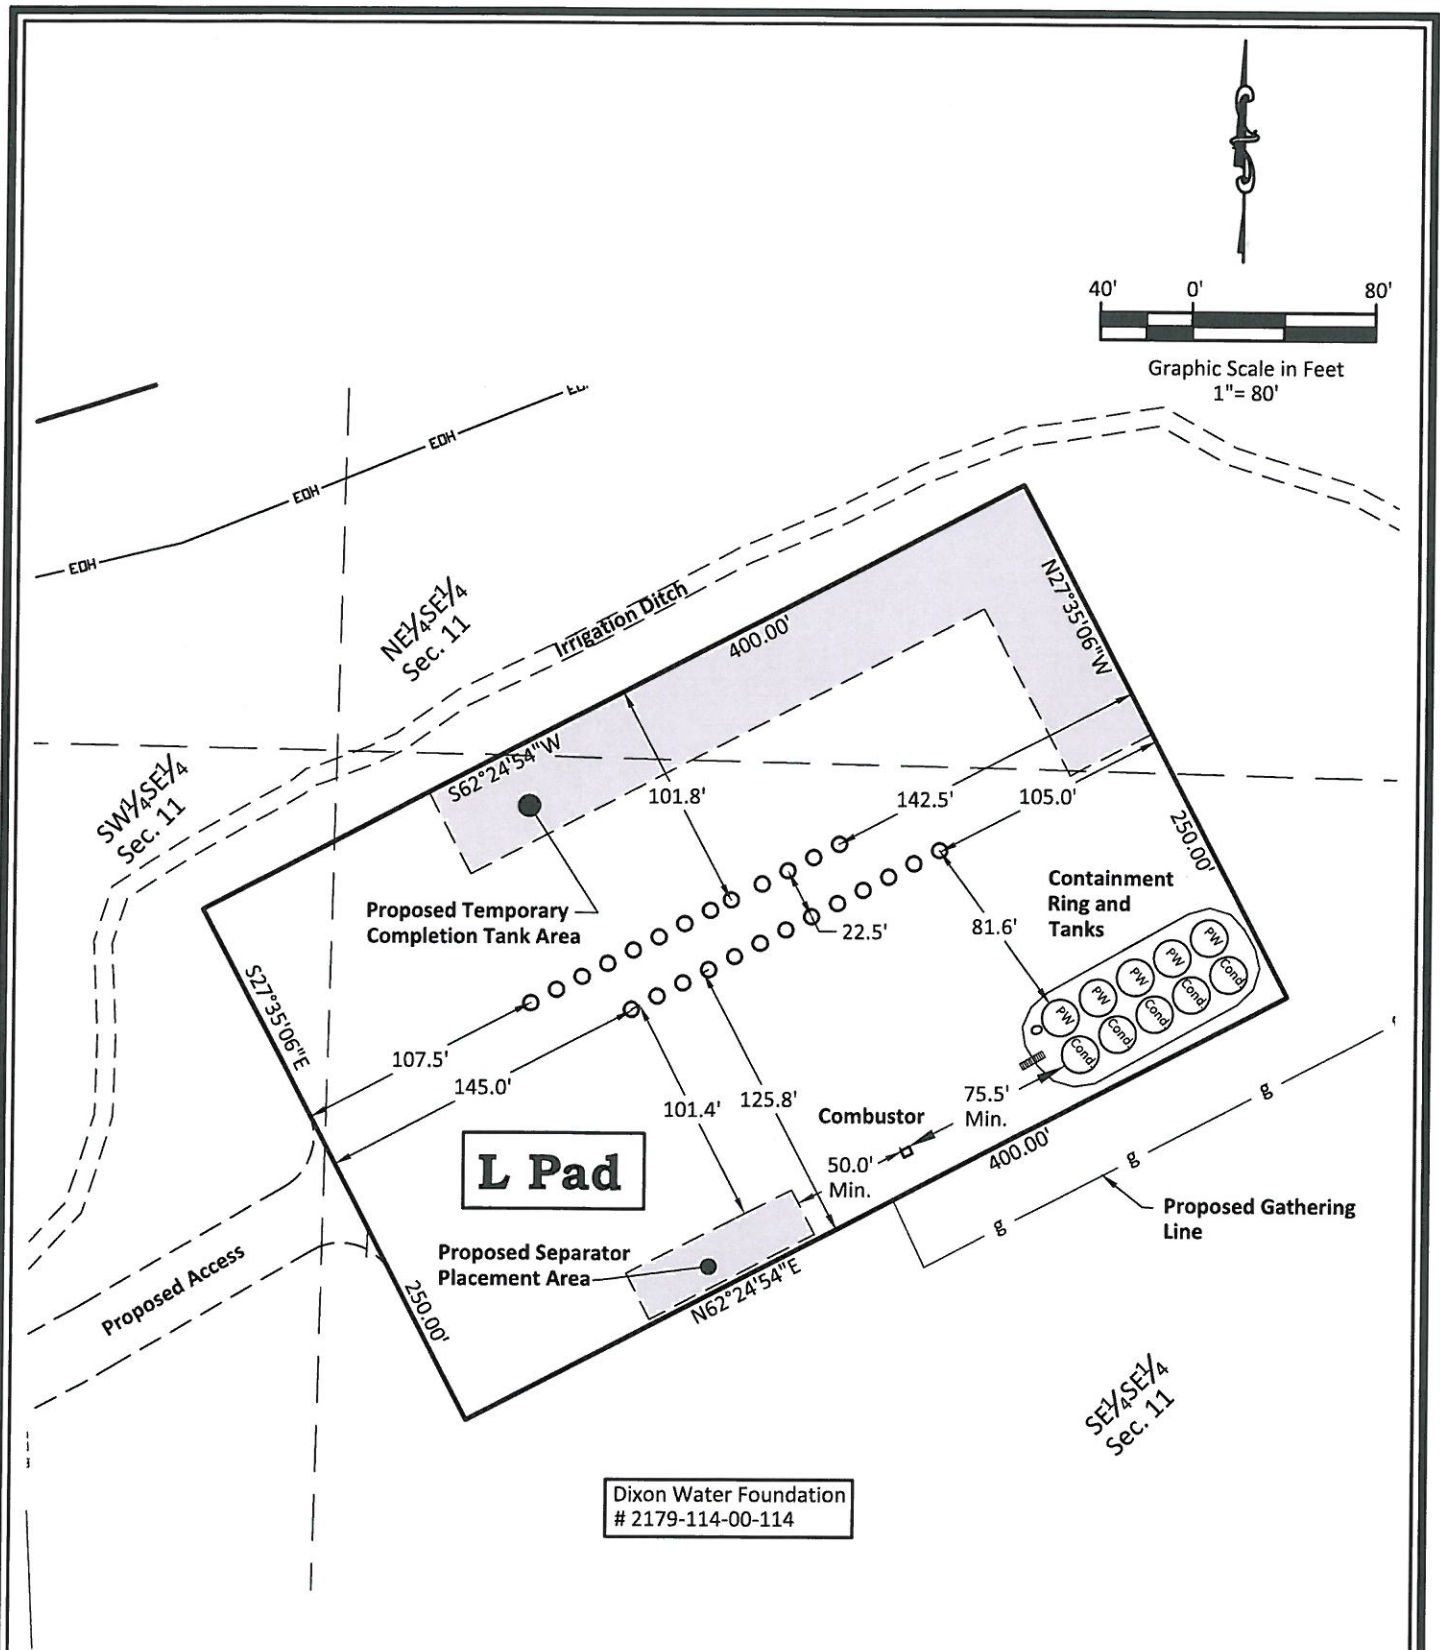 40' 0' 80'
Graphic Scale in Feet
1"= 80'
EOH
EOH
EOH
NE¼SE¼
Sec. 11
Irrigation Ditch
400.00'
N27°35'06"W
SW¼SE¼
Sec. 11
S62°24'54"W
101.8'
142.5'
105.0'
250.00'
Proposed Temporary
Completion Tank Area
22.5'
81.6'
Containment
Ring and
Tanks
PW
PW
PW
PW
PW
Cond.
Cond.
Cond.
Cond.
Cond.
S27°35'06"E
107.5'
145.0'
101.4'
125.8'
Combustor
75.5'
Min.
50.0'
Min.
400.00'
L Pad
g
g
g
Proposed Gathering
Line
Proposed Separator
Placement Area
N62°24'54"E
Proposed Access
250.00'
SE¼SE¼
Sec. 11
Dixon Water Foundation
# 2179-114-00-114